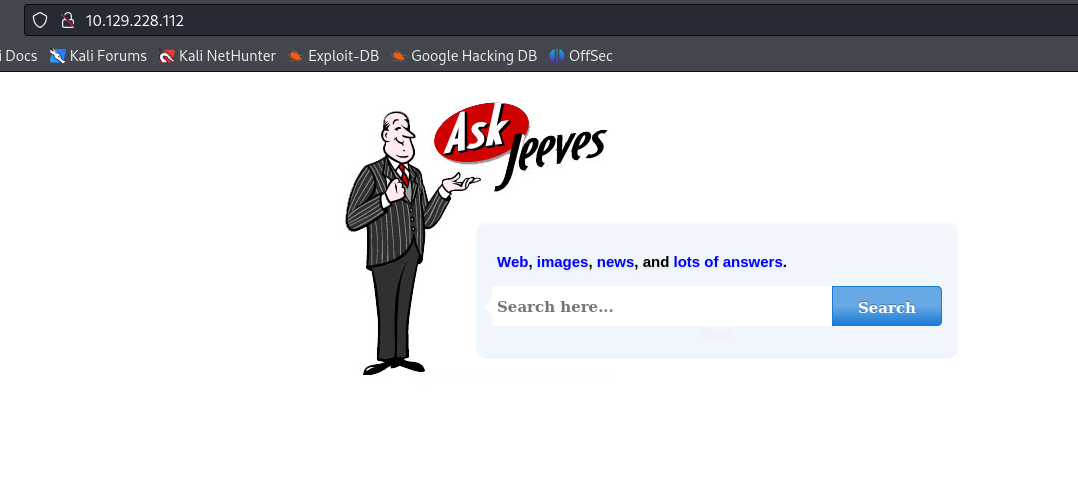 10.129.228.112
i Docs Kali Forums Kali NetHunter Exploit-DB Google Hacking DB OffSec
Ask
Jeeves
Web, images, news, and lots of answers.
Search here... Search